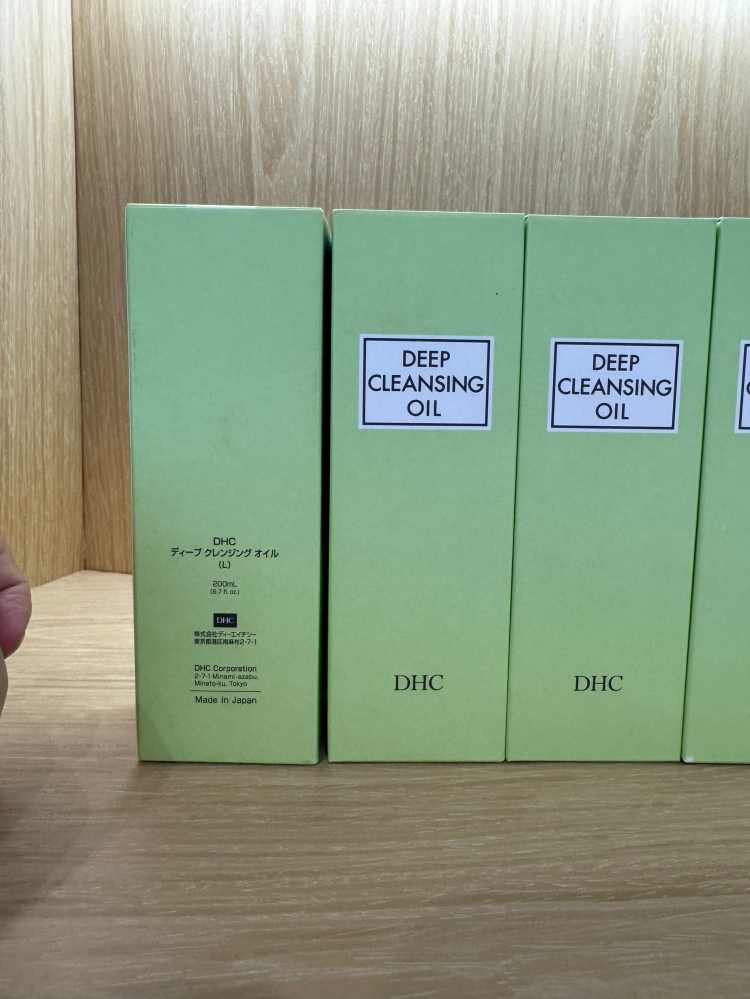 DHC
ディープ クレンジング オイル
(L)
200mL
(6.7 fl. oz.)
DHC
株式会社ディーエイチシー
東京都港区南麻布2-7-1
DHC Corporation
2-7-1 Minami-azabu,
Minato-ku, Tokyo
Made in Japan
DEEP
CLEANSING
OIL
DHC
DEEP
CLEANSING
OIL
DHC